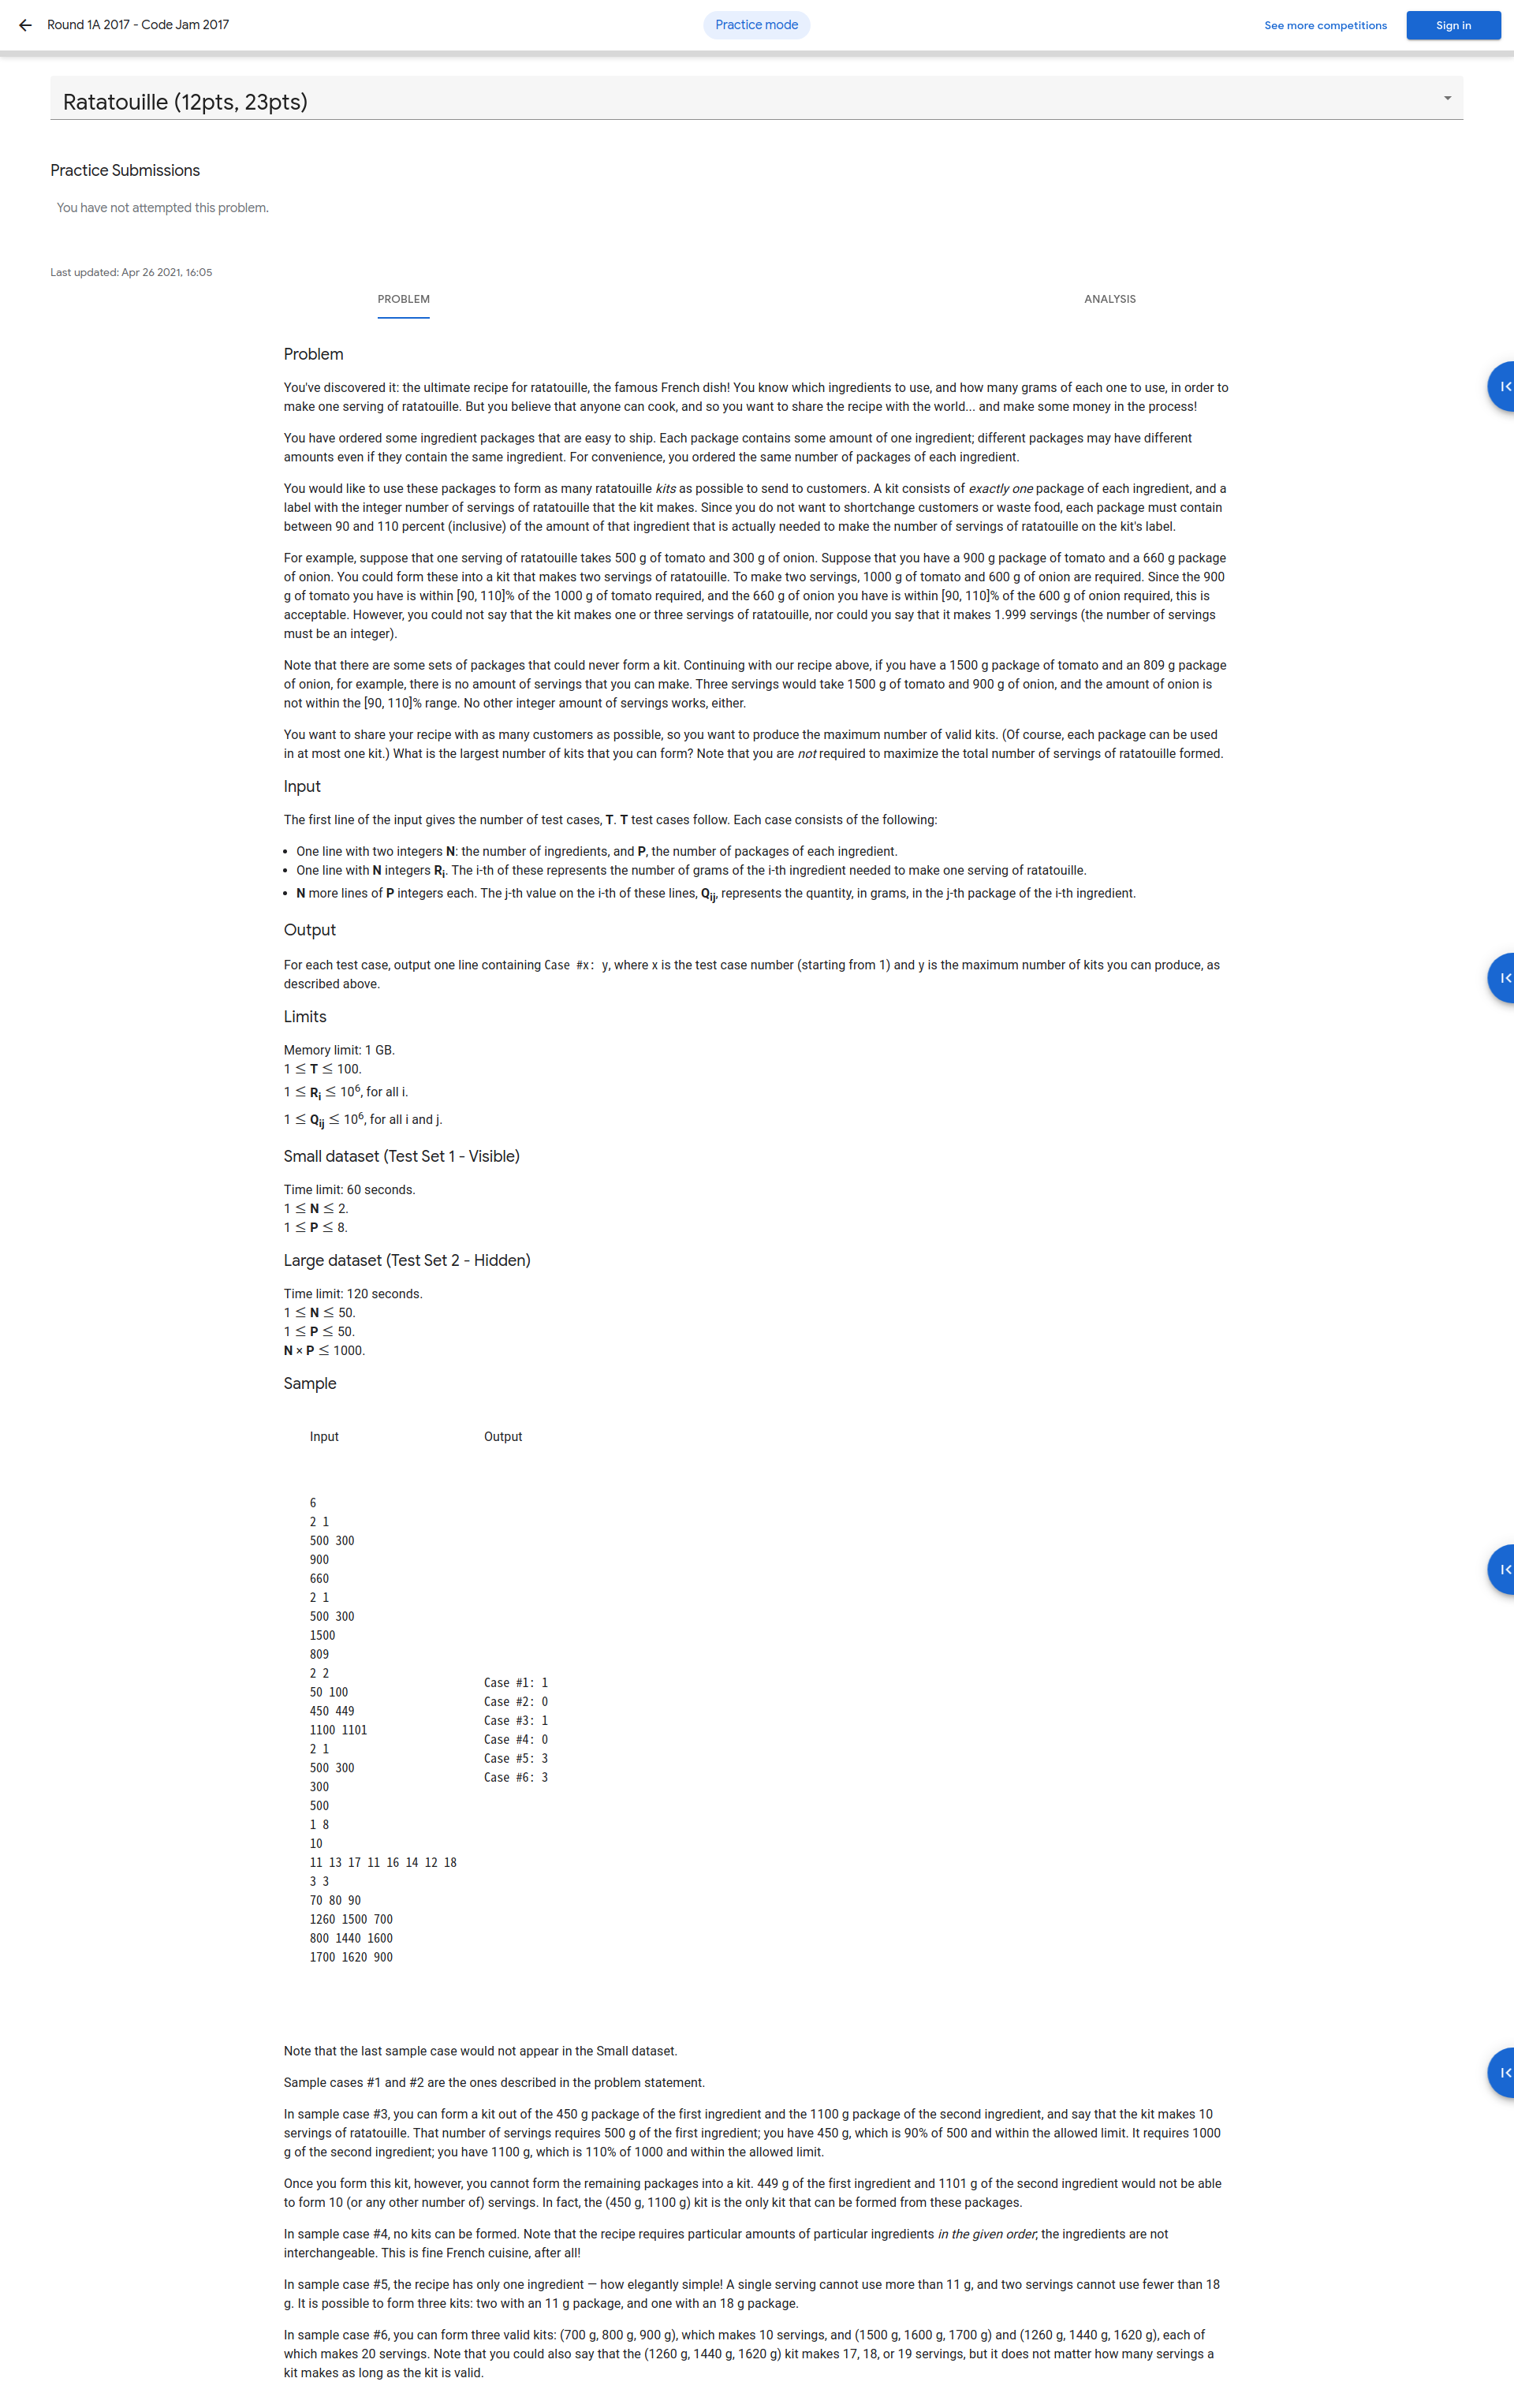 Round 1A 2017 - Code Jam 2017
Practice mode
See more competitions
Sign in
Ratatouille (12pts, 23pts)
Practice Submissions
You have not attempted this problem.
Last updated: Apr 26 2021, 16:05
PROBLEM
ANALYSIS
Problem
You've discovered it: the ultimate recipe for ratatouille, the famous French dish! You know which ingredients to use, and how many grams of each one to use, in order to
make one serving of ratatouille. But you believe that anyone can cook, and so you want to share the recipe with the world... and make some money in the process!
You have ordered some ingredient packages that are easy to ship. Each package contains some amount of one ingredient; different packages may have different
amounts even if they contain the same ingredient. For convenience, you ordered the same number of packages of each ingredient.
You would like to use these packages to form as many ratatouille kits as possible to send to customers. A kit consists of exactly one package of each ingredient, and a
label with the integer number of servings of ratatouille that the kit makes. Since you do not want to shortchange customers or waste food, each package must contain
between 90 and 110 percent (inclusive) of the amount of that ingredient that is actually needed to make the number of servings of ratatouille on the kit's label.
For example, suppose that one serving of ratatouille takes 500 g of tomato and 300 g of onion. Suppose that you have a 900 g package of tomato and a 660 g package
of onion. You could form these into a kit that makes two servings of ratatouille. To make two servings, 1000 g of tomato and 600 g of onion are required. Since the 900
g of tomato you have is within [90, 110]% of the 1000 g of tomato required, and the 660 g of onion you have is within [90, 110]% of the 600 g of onion required, this is
acceptable. However, you could not say that the kit makes one or three servings of ratatouille, nor could you say that it makes 1.999 servings (the number of servings
must be an integer).
Note that there are some sets of packages that could never form a kit. Continuing with our recipe above, if you have a 1500 g package of tomato and an 809 g package
of onion, for example, there is no amount of servings that you can make. Three servings would take 1500 g of tomato and 900 g of onion, and the amount of onion is
not within the [90, 110]% range. No other integer amount of servings works, either.
You want to share your recipe with as many customers as possible, so you want to produce the maximum number of valid kits. (Of course, each package can be used
in at most one kit.) What is the largest number of kits that you can form? Note that you are not required to maximize the total number of servings of ratatouille formed.
Input
The first line of the input gives the number of test cases, T. T test cases follow. Each case consists of the following:
• One line with two integers N: the number of ingredients, and P, the number of packages of each ingredient.
• One line with N integers Ri. The i-th of these represents the number of grams of the i-th ingredient needed to make one serving of ratatouille.
• N more lines of P integers each. The j-th value on the i-th of these lines, Qij, represents the quantity, in grams, in the j-th package of the i-th ingredient.
Output
For each test case, output one line containing Case #x: y, where x is the test case number (starting from 1) and y is the maximum number of kits you can produce, as
described above.
Limits
Memory limit: 1 GB.
1 ≤ T ≤ 100.
1 ≤ Ri ≤ 10^6, for all i.
1 ≤ Qij ≤ 10^6, for all i and j.
Small dataset (Test Set 1 - Visible)
Time limit: 60 seconds.
1 ≤ N ≤ 2.
1 ≤ P ≤ 8.
Large dataset (Test Set 2 - Hidden)
Time limit: 120 seconds.
1 ≤ N ≤ 50.
1 ≤ P ≤ 50.
N × P ≤ 1000.
Sample
Input
Output
6
2 1
500 300
900
660
2 1
500 300
1500
809
2 2
50 100
450 449
1100 1101
2 1
500 300
300
500
1 8
10
11 13 17 11 16 14 12 18
3 3
70 80 90
1260 1500 700
800 1440 1600
1700 1620 900
Case #1: 1
Case #2: 0
Case #3: 1
Case #4: 0
Case #5: 3
Case #6: 3
Note that the last sample case would not appear in the Small dataset.
Sample cases #1 and #2 are the ones described in the problem statement.
In sample case #3, you can form a kit out of the 450 g package of the first ingredient and the 1100 g package of the second ingredient, and say that the kit makes 10
servings of ratatouille. That number of servings requires 500 g of the first ingredient; you have 450 g, which is 90% of 500 and within the allowed limit. It requires 1000
g of the second ingredient; you have 1100 g, which is 110% of 1000 and within the allowed limit.
Once you form this kit, however, you cannot form the remaining packages into a kit. 449 g of the first ingredient and 1101 g of the second ingredient would not be able
to form 10 (or any other number of) servings. In fact, the (450 g, 1100 g) kit is the only kit that can be formed from these packages.
In sample case #4, no kits can be formed. Note that the recipe requires particular amounts of particular ingredients in the given order; the ingredients are not
interchangeable. This is fine French cuisine, after all!
In sample case #5, the recipe has only one ingredient — how elegantly simple! A single serving cannot use more than 11 g, and two servings cannot use fewer than 18
g. It is possible to form three kits: two with an 11 g package, and one with an 18 g package.
In sample case #6, you can form three valid kits: (700 g, 800 g, 900 g), which makes 10 servings, and (1500 g, 1600 g, 1700 g) and (1260 g, 1440 g, 1620 g), each of
which makes 20 servings. Note that you could also say that the (1260 g, 1440 g, 1620 g) kit makes 17, 18, or 19 servings, but it does not matter how many servings a
kit makes as long as the kit is valid.